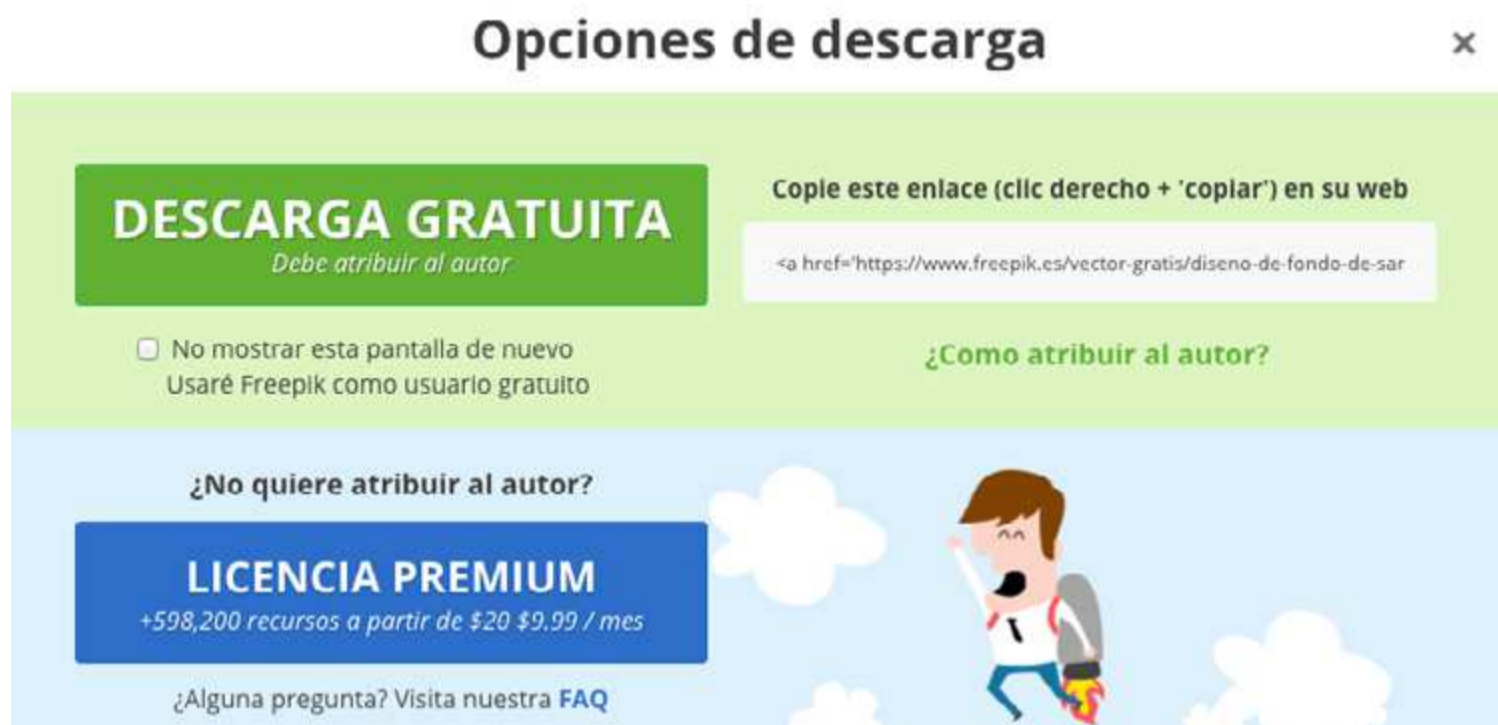 Opciones de descarga
×
DESCARGA GRATUITA
Debe atribuir al autor
No mostrar esta pantalla de nuevo
Usaré Freepik como usuario gratuito
Copie este enlace (clic derecho + 'copiar') en su web
<a href='https://www.freepik.es/vector-gratis/diseno-de-fondo-de-sar
¿Como atribuir al autor?
¿No quiere atribuir al autor?
LICENCIA PREMIUM
+598,200 recursos a partir de $20 $9.99 / mes
¿Alguna pregunta? Visita nuestra FAQ